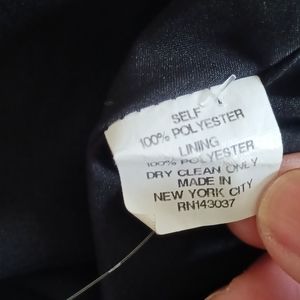 SELF
100% POLYESTER
LINING
100% POLYESTER
DRY CLEAN ONLY
MADE IN
NEW YORK CITY
RN143037